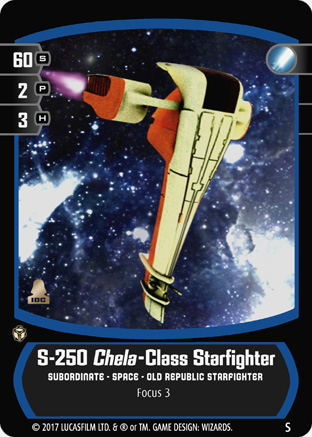 60 S
2 P
3 H
IDC
S-250 Chela-Class Starfighter
SUBORDINATE - SPACE - OLD REPUBLIC STARFIGHTER
Focus 3
© 2017 LUCASFILM LTD. & ® or TM. GAME DESIGN: WIZARDS. S